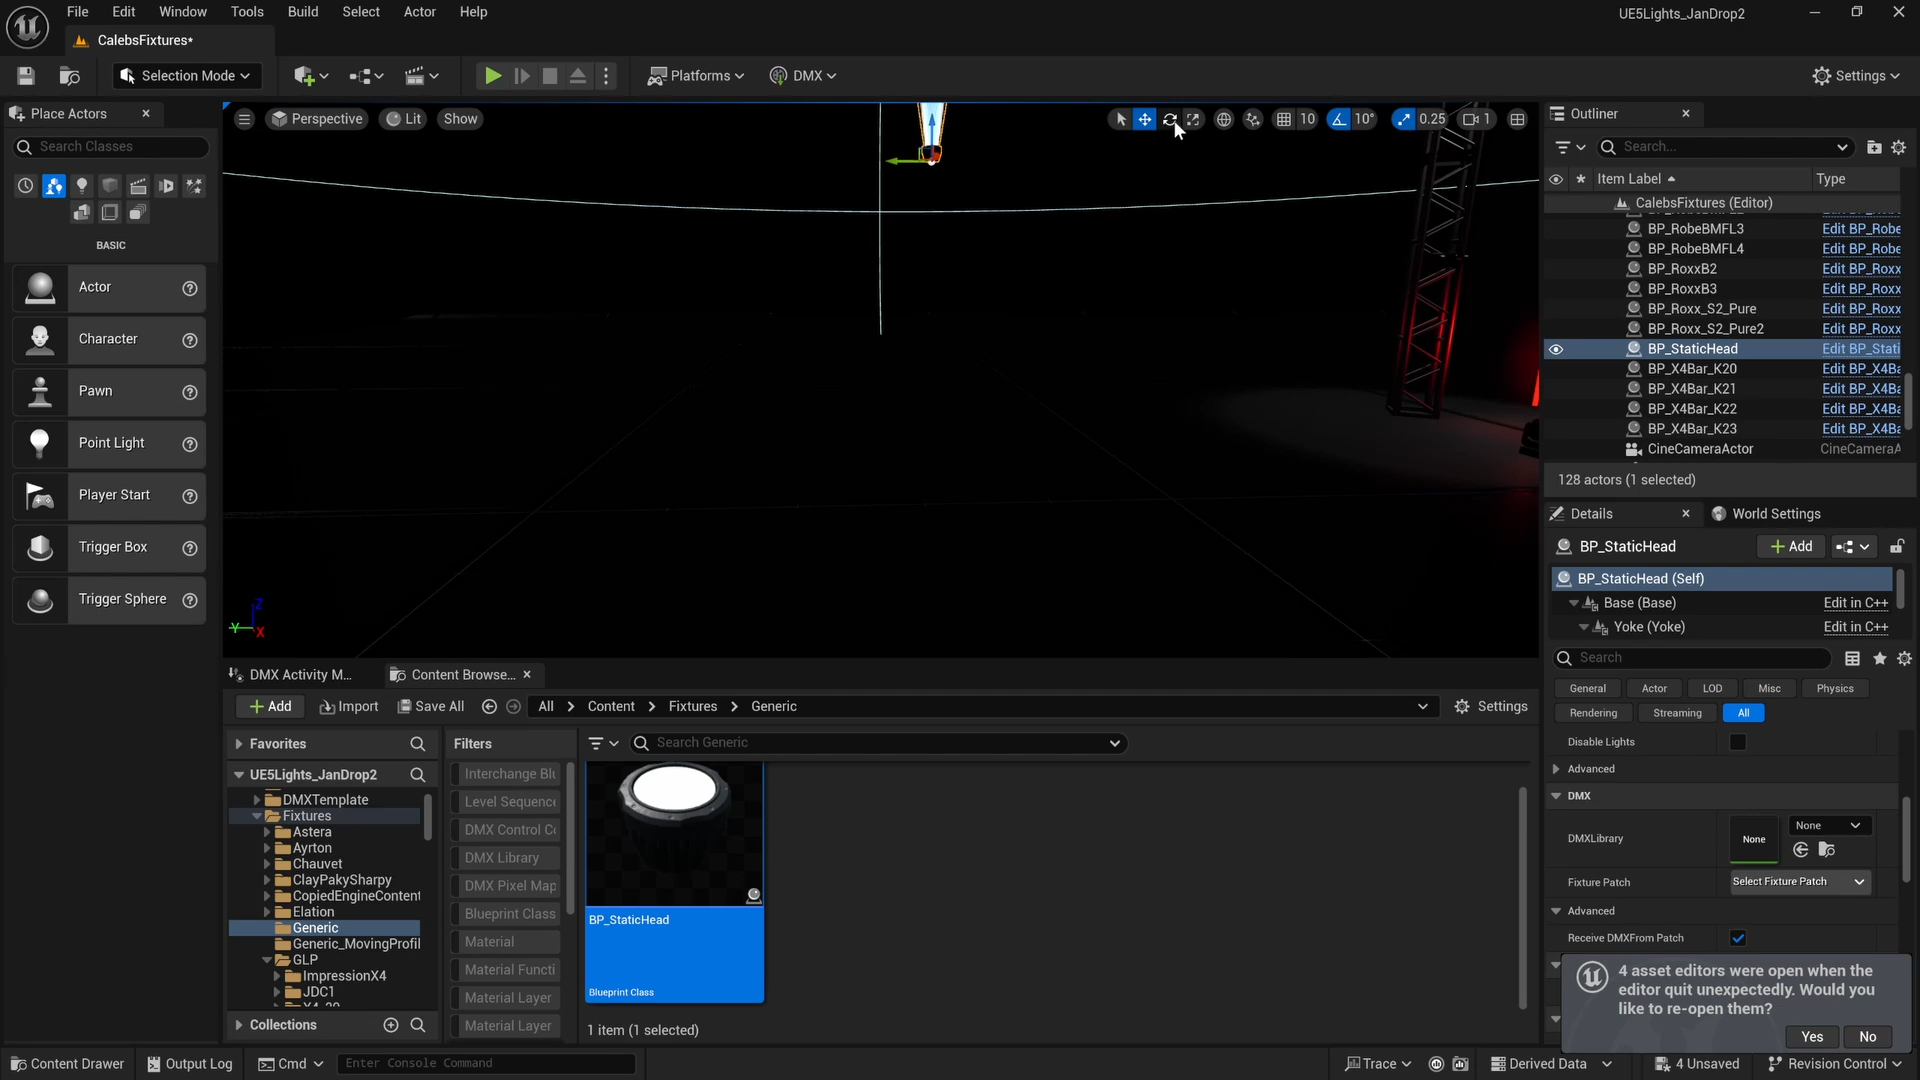 File Edit Window Tools Build Select Actor Help
UE5Lights_JanDrop2
CalebsFixtures*
Selection Mode
Platforms
DMX
Settings
Place Actors
Search Classes
BASIC
Actor
Character
Pawn
Point Light
Player Start
Trigger Box
Trigger Sphere
Perspective
Lit
Show
10
10°
0.25
1
Z
Y
X
Outliner
Search...
Item Label
Type
CalebsFixtures (Editor)
BP_RobeBMFL3 Edit BP_Robe
BP_RobeBMFL4 Edit BP_Robe
BP_RoxxB2 Edit BP_Roxx
BP_RoxxB3 Edit BP_Roxx
BP_Roxx_S2_Pure Edit BP_Roxx
BP_Roxx_S2_Pure2 Edit BP_Roxx
BP_StaticHead Edit BP_Stati
BP_X4Bar_K20 Edit BP_X4Ba
BP_X4Bar_K21 Edit BP_X4Ba
BP_X4Bar_K22 Edit BP_X4Ba
BP_X4Bar_K23 Edit BP_X4Ba
CineCameraActor CineCameraA
128 actors (1 selected)
Details
World Settings
BP_StaticHead
Add
BP_StaticHead (Self)
Base (Base) Edit in C++
Yoke (Yoke) Edit in C++
Search
General Actor LOD Misc Physics
Rendering Streaming All
Disable Lights
Advanced
DMX
DMXLibrary
None
None
Fixture Patch
Select Fixture Patch
Advanced
Receive DMXFrom Patch
4 asset editors were open when the
editor quit unexpectedly. Would you
like to re-open them?
Yes
No
DMX Activity M...
Content Browse...
Add
Import
Save All
All
Content
Fixtures
Generic
Settings
Favorites
UE5Lights_JanDrop2
DMXTemplate
Fixtures
Astera
Ayrton
Chauvet
ClayPakySharpy
CopiedEngineContent
Elation
Generic
Generic_MovingProfil
GLP
ImpressionX4
JDC1
Collections
Filters
Interchange Blu
Level Sequence
DMX Control Co
DMX Library
DMX Pixel Map
Blueprint Class
Material
Material Functi
Material Layer
Material Layer
Search Generic
BP_StaticHead
Blueprint Class
1 item (1 selected)
Content Drawer
Output Log
Cmd
Enter Console Command
Trace
Derived Data
4 Unsaved
Revision Control